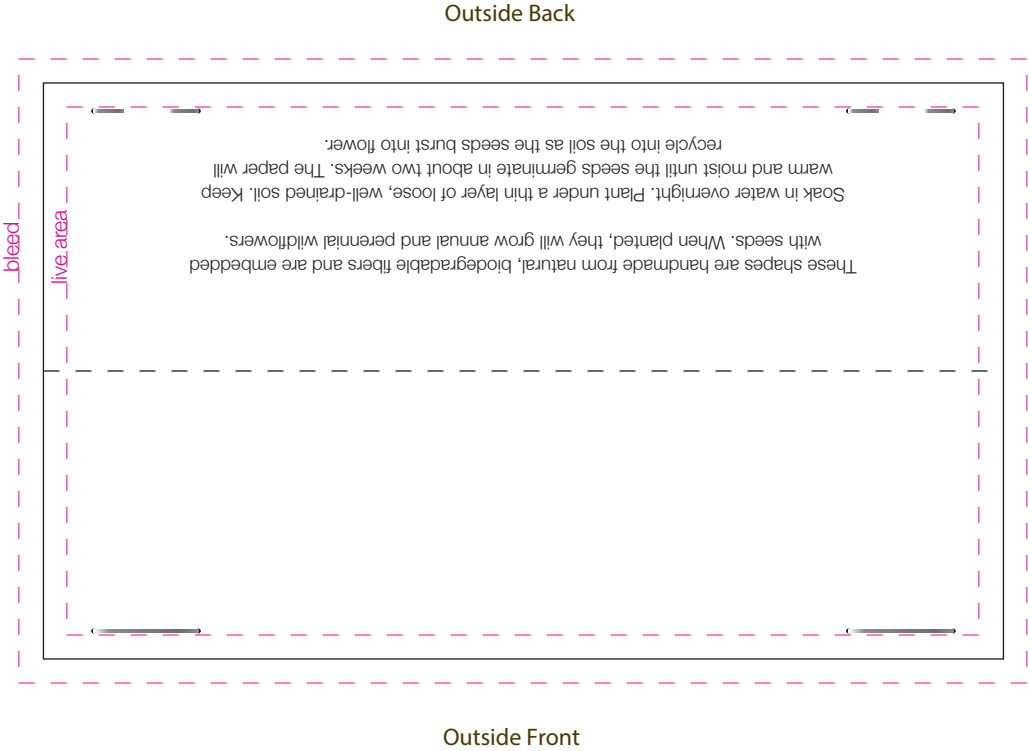 Outside Back
bleed
live area
These shapes are handmade from natural, biodegradable fibers and are embedded
with seeds. When planted, they will grow annual and perennial wildflowers.
Soak in water overnight. Plant under a thin layer of loose, well-drained soil. Keep
warm and moist until the seeds germinate in about two weeks. The paper will
recycle into the soil as the seeds burst into flower.
Outside Front